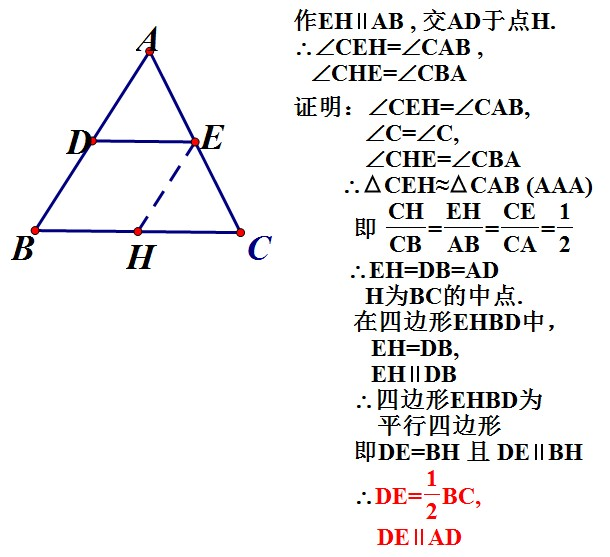 A
D
E
B
H
C
作EH∥AB , 交AD于点H.
∴∠CEH=∠CAB ,
∠CHE=∠CBA
证明：∠CEH=∠CAB,
∠C=∠C,
∠CHE=∠CBA
∴△CEH≈△CAB (AAA)
即 CH/CB=EH/AB=CE/CA=1/2
∴EH=DB=AD
H为BC的中点.
在四边形EHBD中，
EH=DB,
EH∥DB
∴四边形EHBD为
平行四边形
即DE=BH 且 DE∥BH
∴DE=1/2BC,
DE∥AD